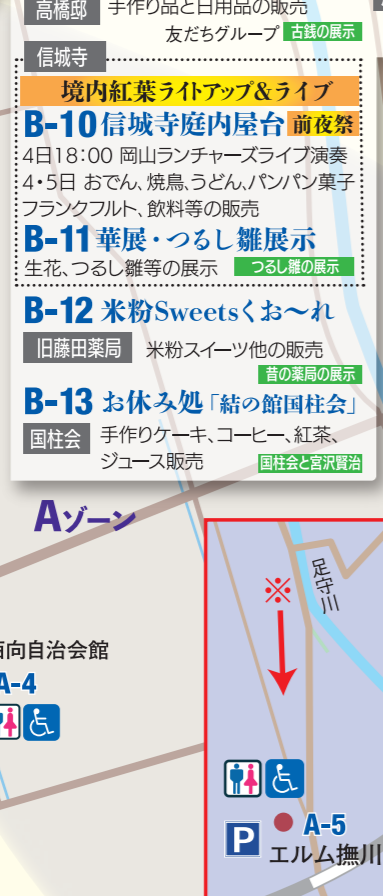 高橋邸 手作り品と日用品の販売
友だちグループ 古銭の展示
信城寺
境内紅葉ライトアップ&ライブ
B-10 信城寺庭内屋台 前夜祭
4日18:00 岡山ランチャーズライブ演奏
4・5日 おでん、焼鳥、うどん、パンパン菓子
フランクフルト、飲料等の販売
B-11 華展・つるし雛展示
生花、つるし雛等の展示 つるし雛の展示
B-12 米粉Sweetsくお〜れ
旧藤田薬局 米粉スイーツ他の販売
昔の薬局の展示
B-13 お休み処「結の館国柱会」
国柱会 手作りケーキ、コーヒー、紅茶、
ジュース販売 国柱会と宮沢賢治
Aゾーン
足守川
※
向自治会館
A-4
P
A-5
エルム撫川